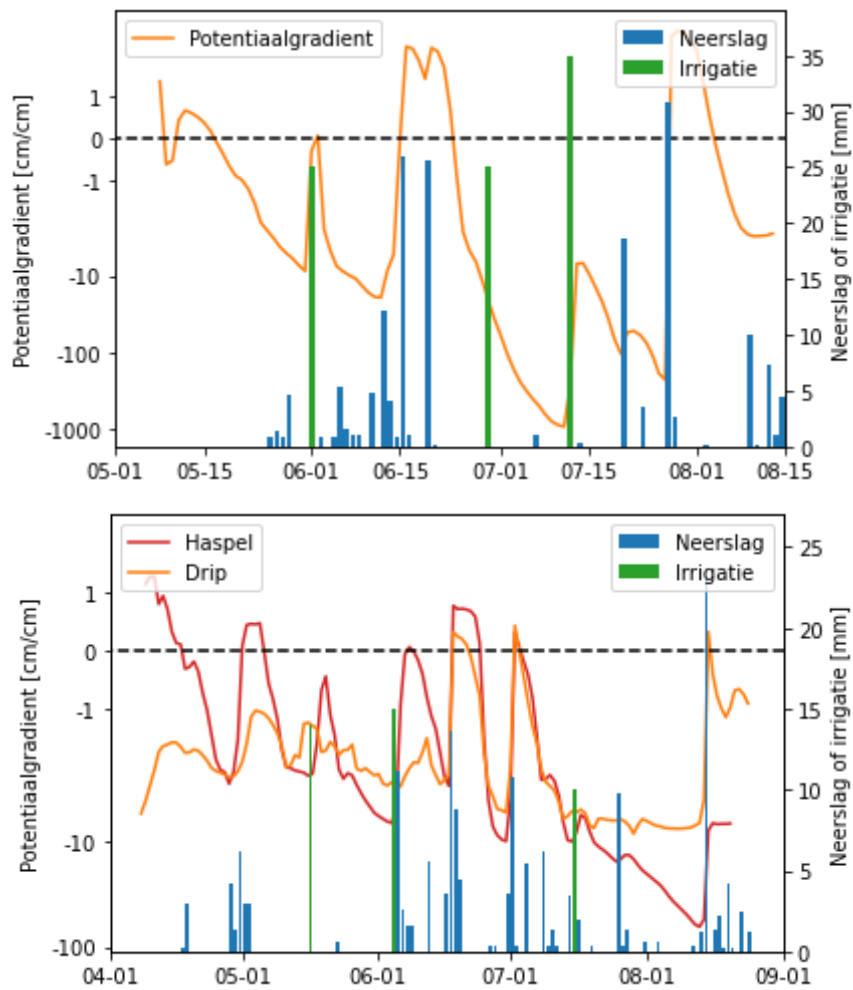 Potentiaalgradient
Neerslag
Irrigatie
Potentiaalgradient [cm/cm]
1
0
-1
-10
-100
-1000
35
30
25
20
15
10
5
0
Neerslag of irrigatie [mm]
05-01 05-15 06-01 06-15 07-01 07-15 08-01 08-15
Haspel
Drip
Neerslag
Irrigatie
Potentiaalgradient [cm/cm]
1
0
-1
-10
-100
25
20
15
10
5
0
Neerslag of irrigatie [mm]
04-01 05-01 06-01 07-01 08-01 09-01